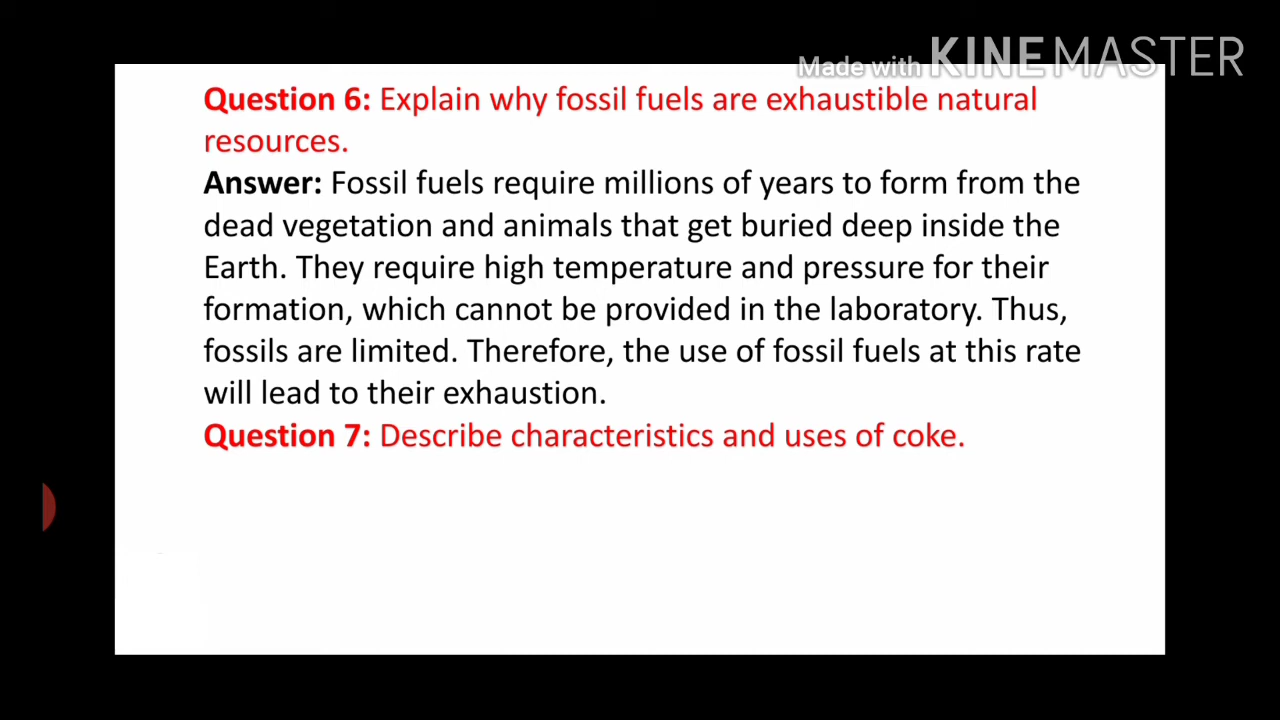 Made with KINEMASTER
Question 6: Explain why fossil fuels are exhaustible natural
resources.
Answer: Fossil fuels require millions of years to form from the
dead vegetation and animals that get buried deep inside the
Earth. They require high temperature and pressure for their
formation, which cannot be provided in the laboratory. Thus,
fossils are limited. Therefore, the use of fossil fuels at this rate
will lead to their exhaustion.
Question 7: Describe characteristics and uses of coke.